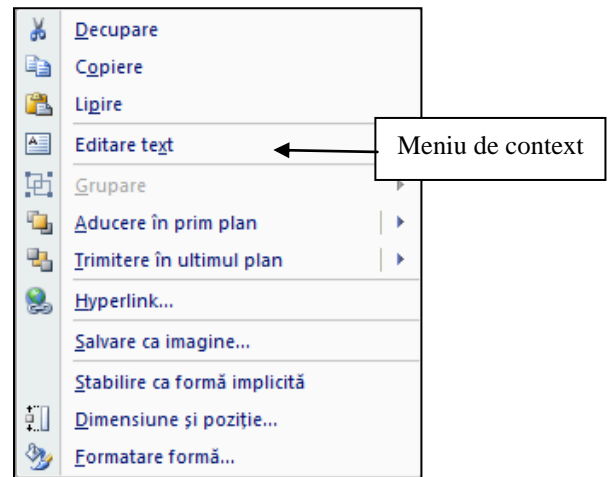 Decupare
Copiere
Lipire
Editare text
Meniu de context
Grupare
Aducere în prim plan
Trimitere în ultimul plan
Hyperlink...
Salvare ca imagine...
Stabilire ca formă implicită
Dimensiune și poziție...
Formatare formă...